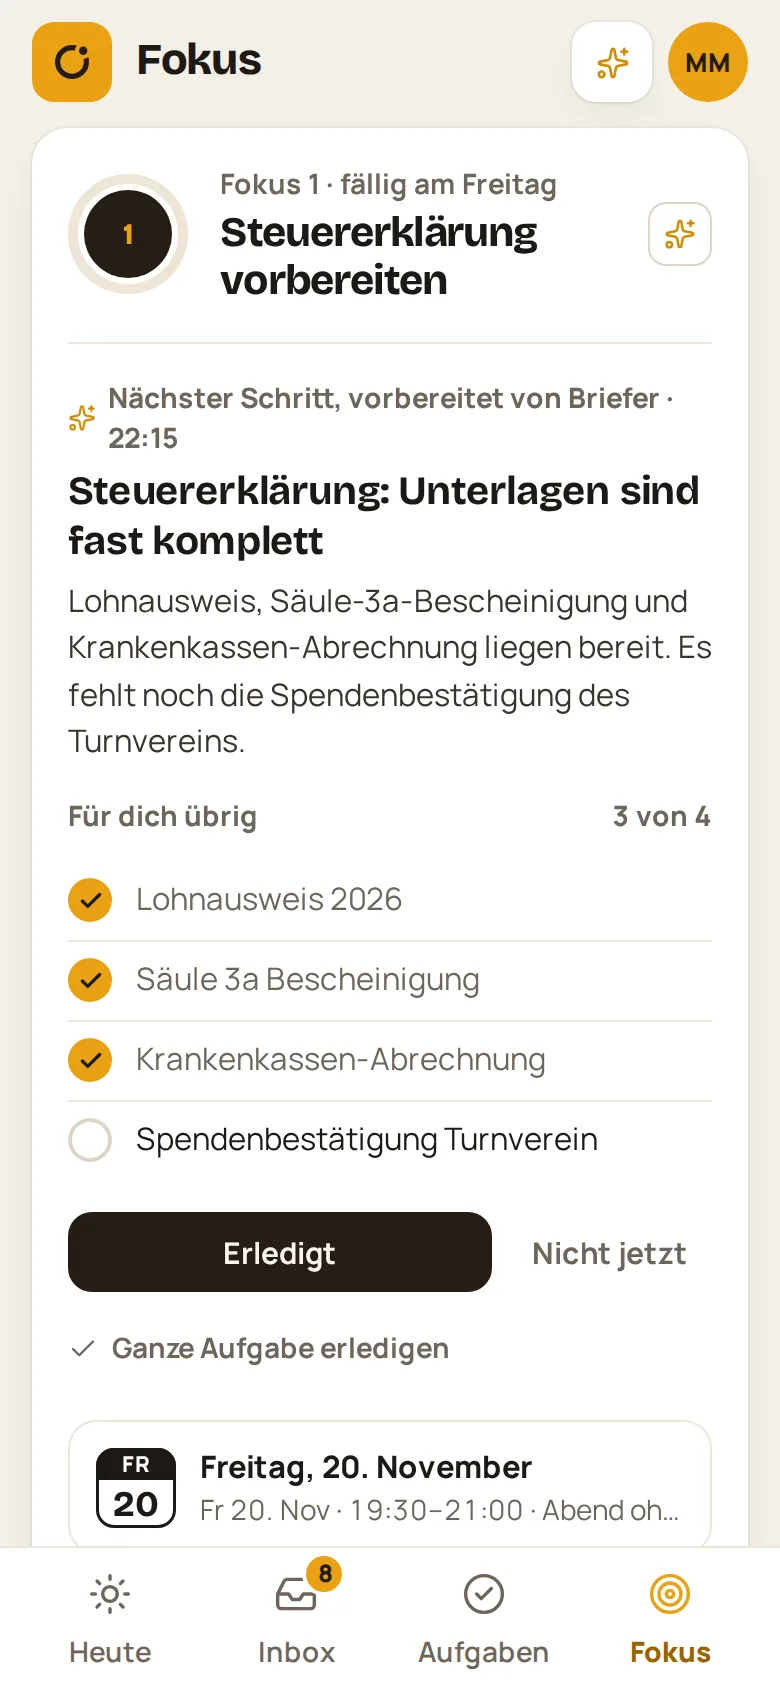 Fokus
MM
1
Fokus 1 · fällig am Freitag
Steuererklärung
vorbereiten
Nächster Schritt, vorbereitet von Briefer ·
22:15
Steuererklärung: Unterlagen sind
fast komplett
Lohnausweis, Säule-3a-Bescheinigung und
Krankenkassen-Abrechnung liegen bereit. Es
fehlt noch die Spendenbestätigung des
Turnvereins.
Für dich übrig
3 von 4
Lohnausweis 2026
Säule 3a Bescheinigung
Krankenkassen-Abrechnung
Spendenbestätigung Turnverein
Erledigt
Nicht jetzt
Ganze Aufgabe erledigen
FR
20
Freitag, 20. November
Fr 20. Nov · 19:30–21:00 · Abend oh…
8
Heute
Inbox
Aufgaben
Fokus